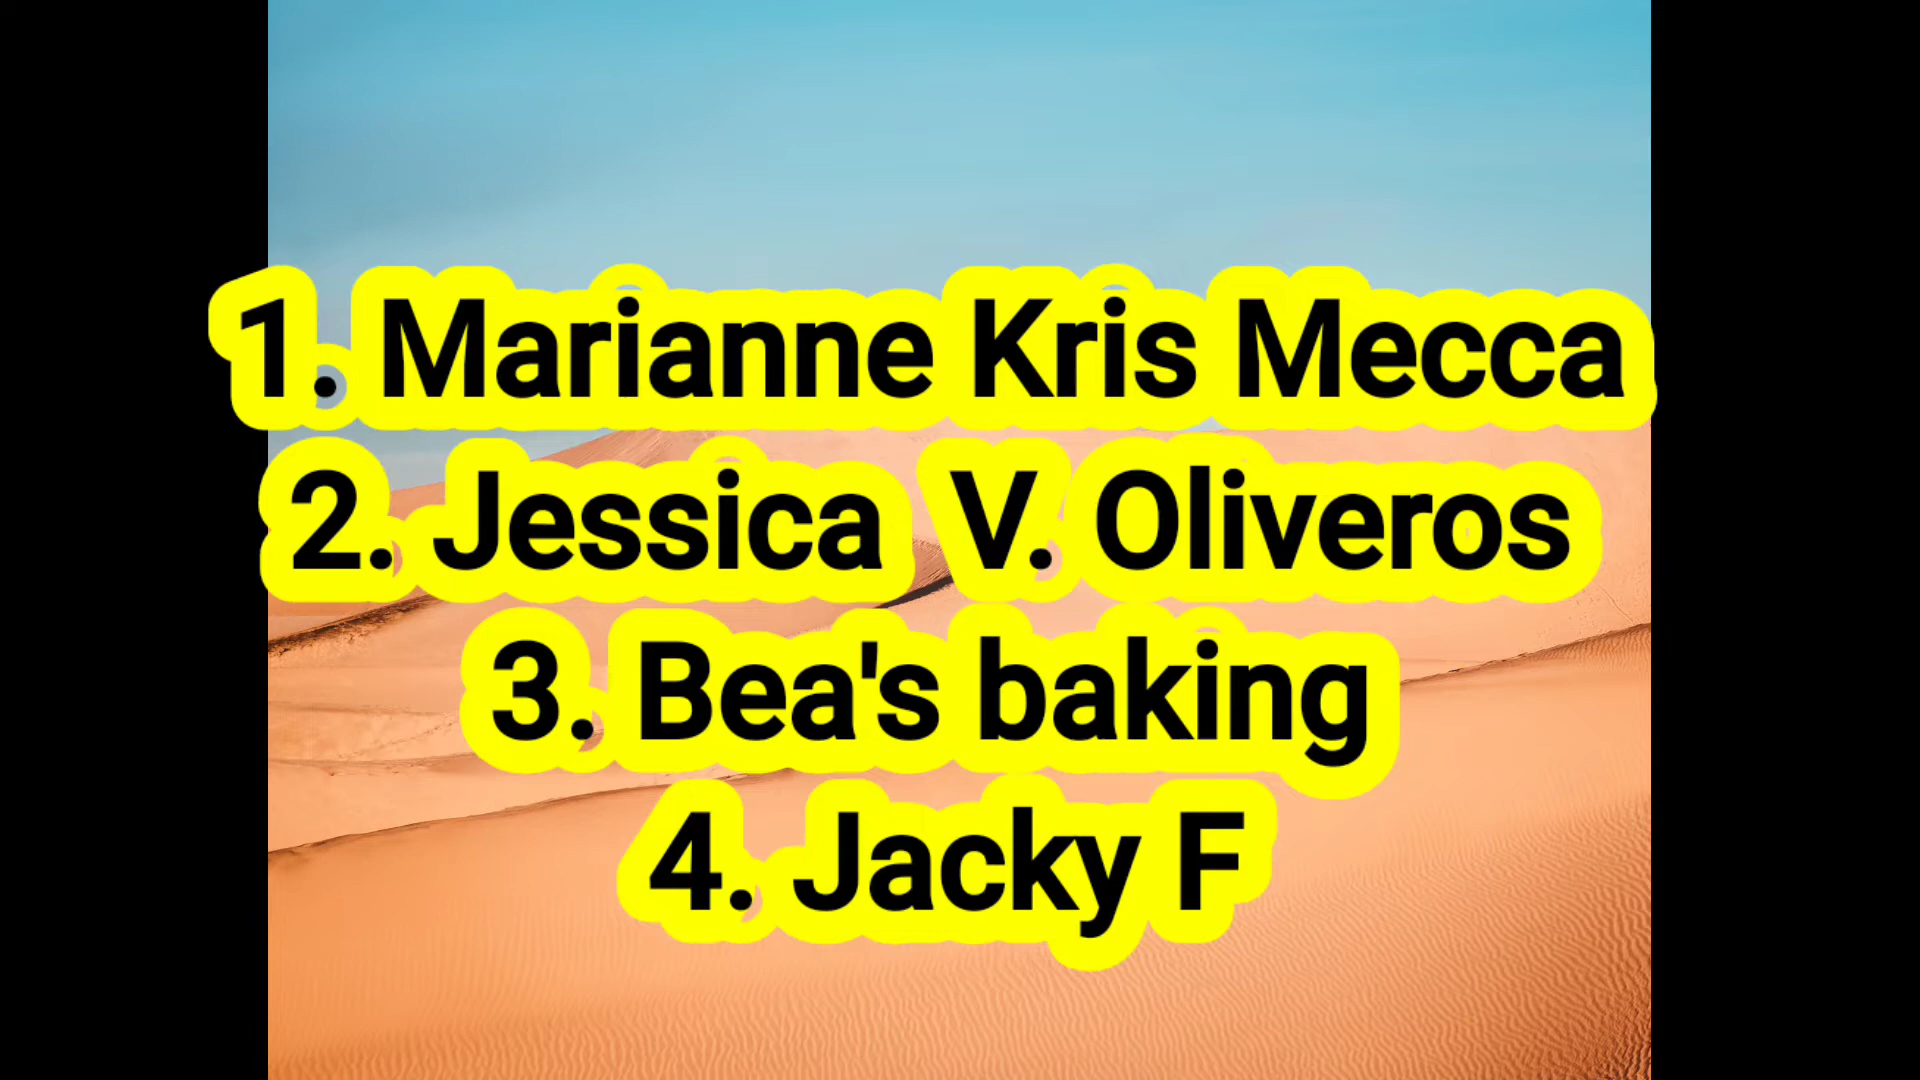 1. Marianne Kris Mecca
2. Jessica V. Oliveros
3. Bea's baking
4. Jacky F